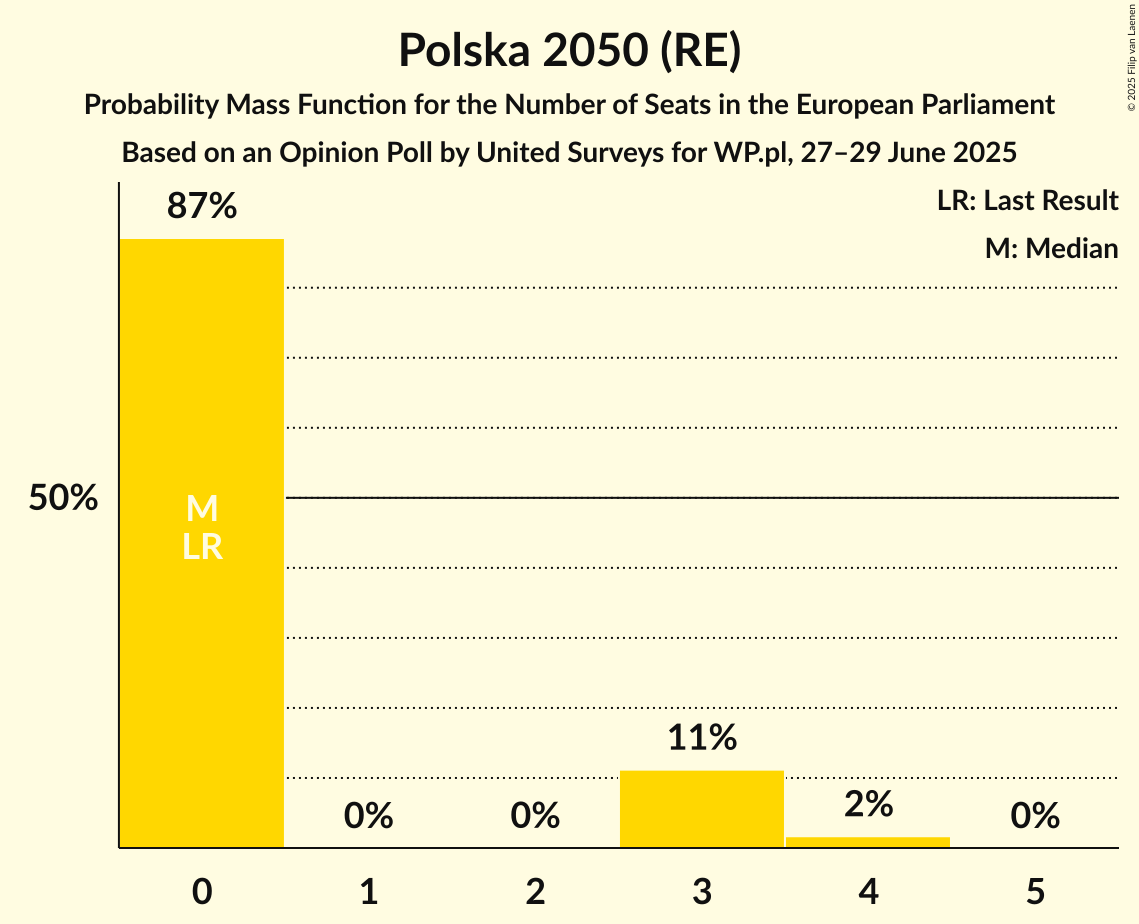 Polska 2050 (RE)
Probability Mass Function for the Number of Seats in the European Parliament
Based on an Opinion Poll by United Surveys for WP.pl, 27–29 June 2025
© 2025 Filip van Laenen
LR: Last Result
M: Median
87%
50%
M
LR
0%
0%
11%
2%
0%
0
1
2
3
4
5